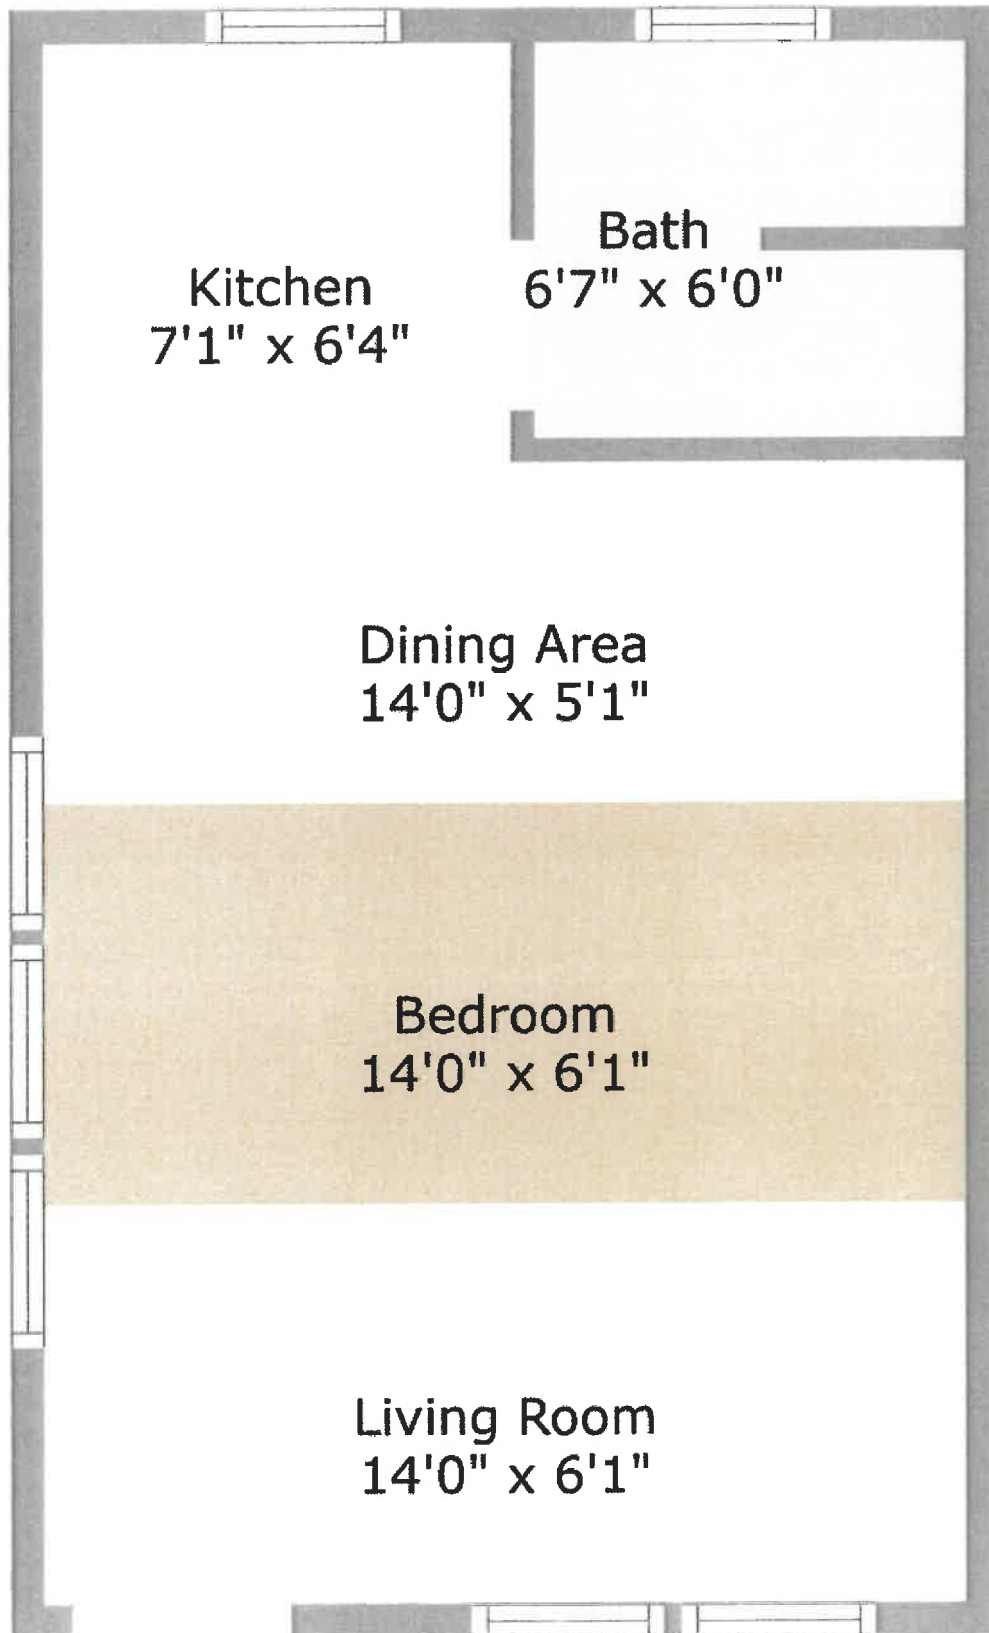 Bath
6'7" x 6'0"
Kitchen
7'1" x 6'4"
Dining Area
14'0" x 5'1"
Bedroom
14'0" x 6'1"
Living Room
14'0" x 6'1"